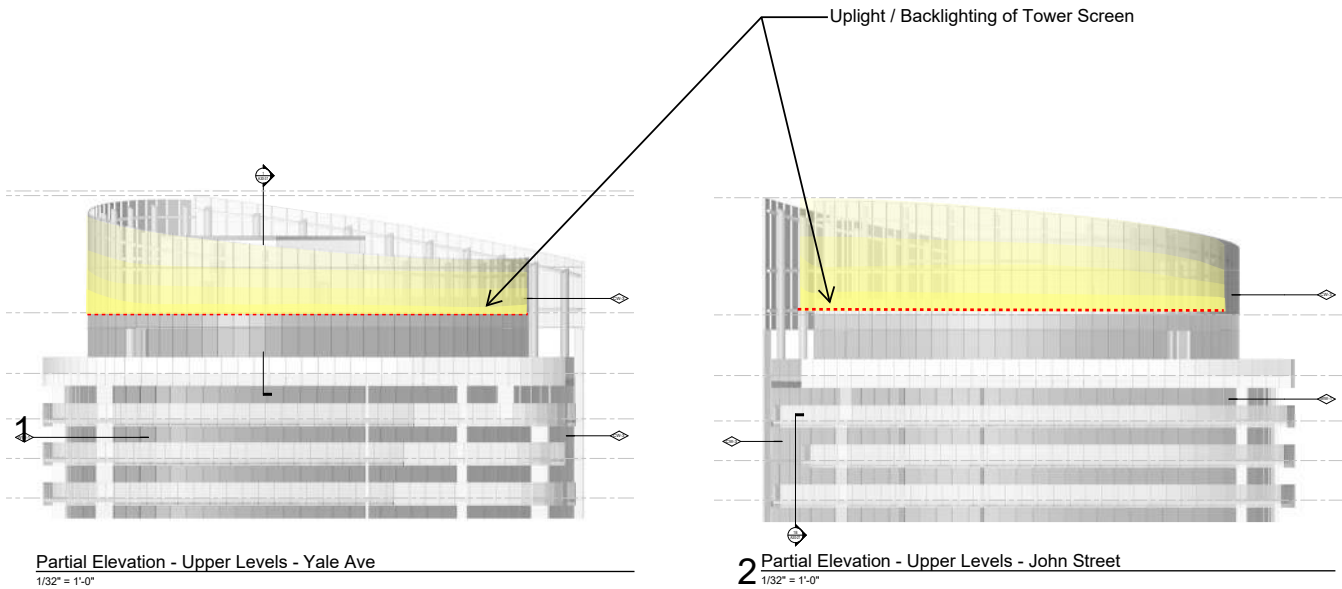 Uplight / Backlighting of Tower Screen
1
Partial Elevation - Upper Levels - Yale Ave
1/32" = 1'-0"
2
Partial Elevation - Upper Levels - John Street
1/32" = 1'-0"